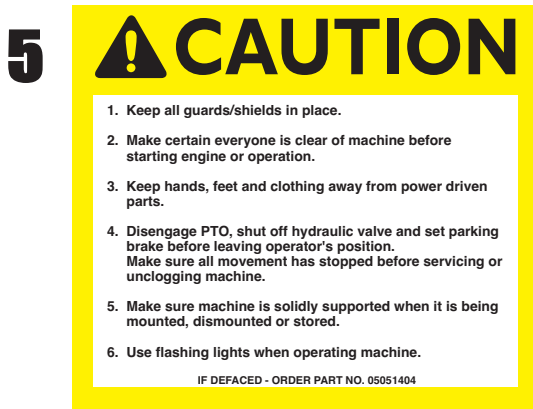 5
CAUTION
1. Keep all guards/shields in place.
2. Make certain everyone is clear of machine before
starting engine or operation.
3. Keep hands, feet and clothing away from power driven
parts.
4. Disengage PTO, shut off hydraulic valve and set parking
brake before leaving operator's position.
Make sure all movement has stopped before servicing or
unclogging machine.
5. Make sure machine is solidly supported when it is being
mounted, dismounted or stored.
6. Use flashing lights when operating machine.
IF DEFACED - ORDER PART NO. 05051404